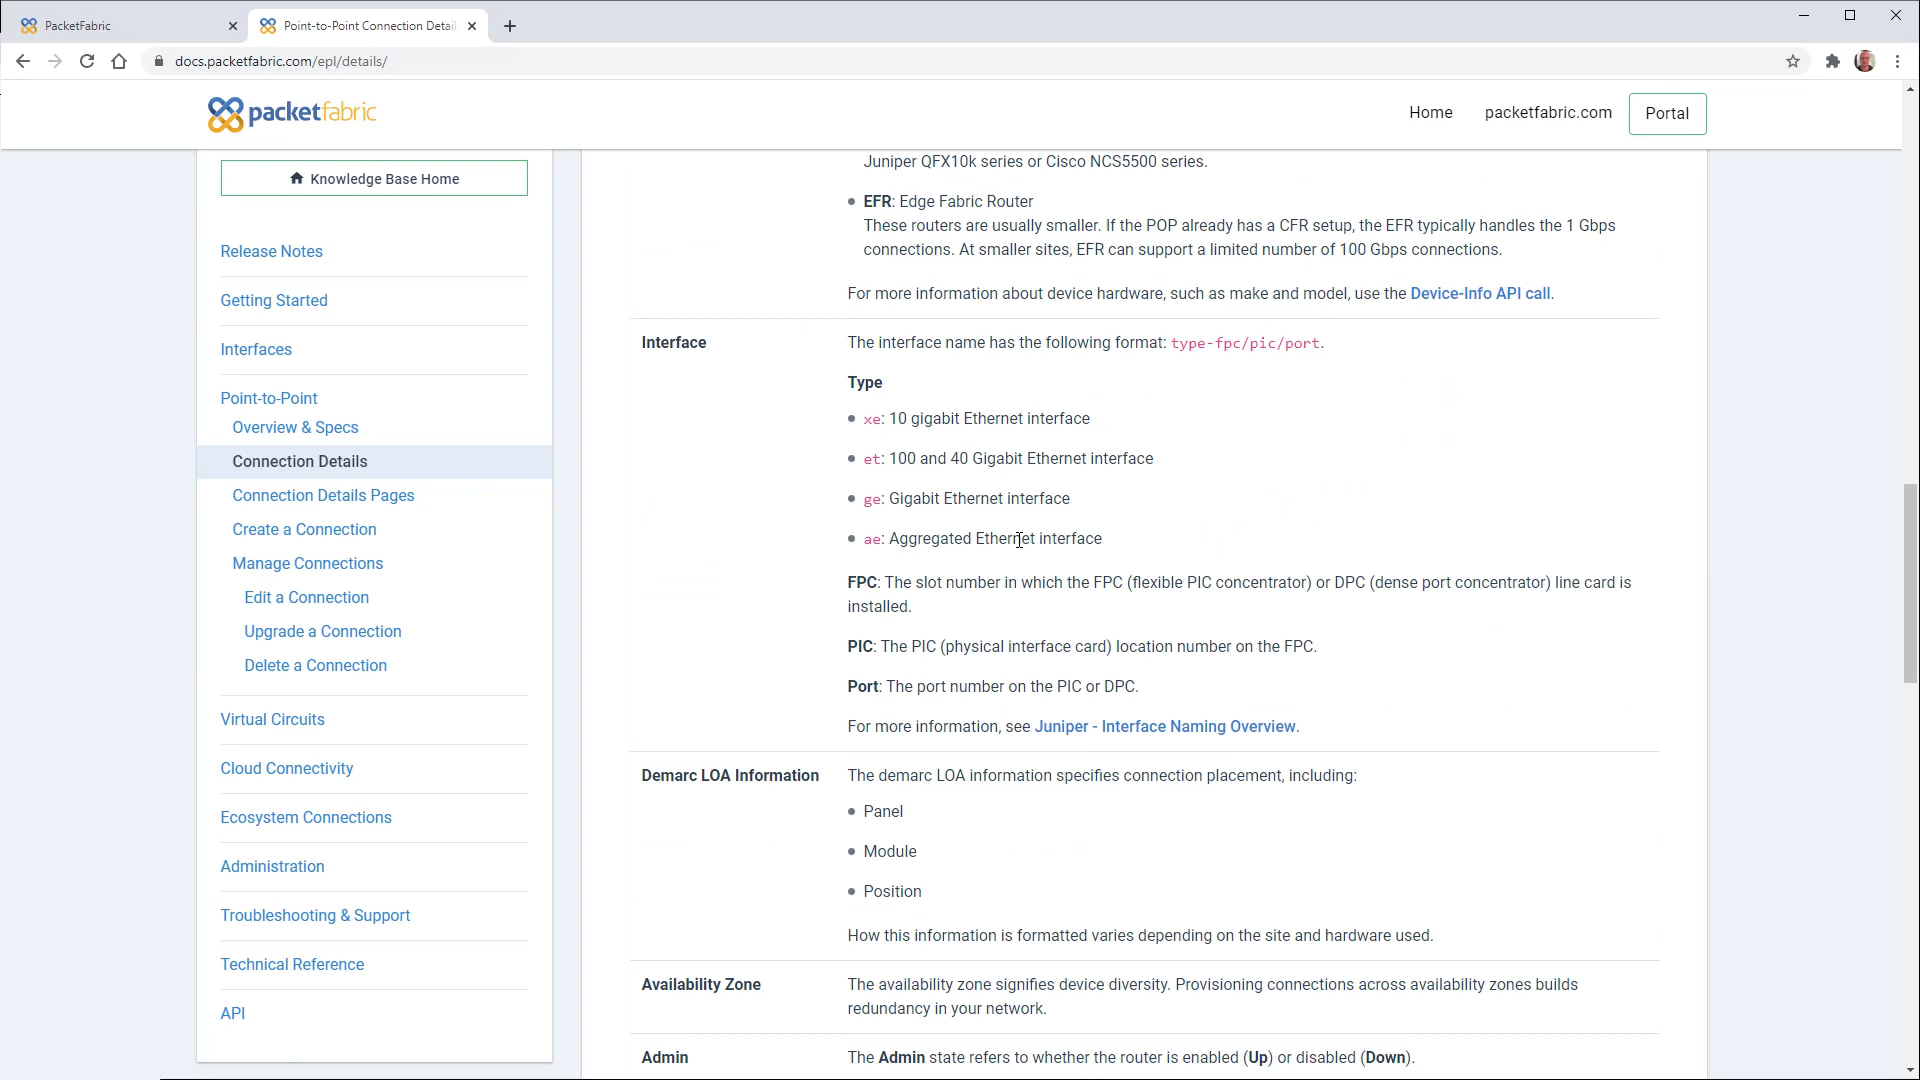 PacketFabric
Point-to-Point Connection Detail
docs.packetfabric.com/epl/details/
packetfabric
Home
packetfabric.com
Portal
Knowledge Base Home
Release Notes
Getting Started
Interfaces
Point-to-Point
Overview & Specs
Connection Details
Connection Details Pages
Create a Connection
Manage Connections
Edit a Connection
Upgrade a Connection
Delete a Connection
Virtual Circuits
Cloud Connectivity
Ecosystem Connections
Administration
Troubleshooting & Support
Technical Reference
API
Juniper QFX10k series or Cisco NCS5500 series.
EFR: Edge Fabric Router
These routers are usually smaller. If the POP already has a CFR setup, the EFR typically handles the 1 Gbps
connections. At smaller sites, EFR can support a limited number of 100 Gbps connections.
For more information about device hardware, such as make and model, use the Device-Info API call.
Interface
The interface name has the following format: type-fpc/pic/port.
Type
xe: 10 gigabit Ethernet interface
et: 100 and 40 Gigabit Ethernet interface
ge: Gigabit Ethernet interface
ae: Aggregated Ethernet interface
FPC: The slot number in which the FPC (flexible PIC concentrator) or DPC (dense port concentrator) line card is
installed.
PIC: The PIC (physical interface card) location number on the FPC.
Port: The port number on the PIC or DPC.
For more information, see Juniper - Interface Naming Overview.
Demarc LOA Information
The demarc LOA information specifies connection placement, including:
Panel
Module
Position
How this information is formatted varies depending on the site and hardware used.
Availability Zone
The availability zone signifies device diversity. Provisioning connections across availability zones builds
redundancy in your network.
Admin
The Admin state refers to whether the router is enabled (Up) or disabled (Down).